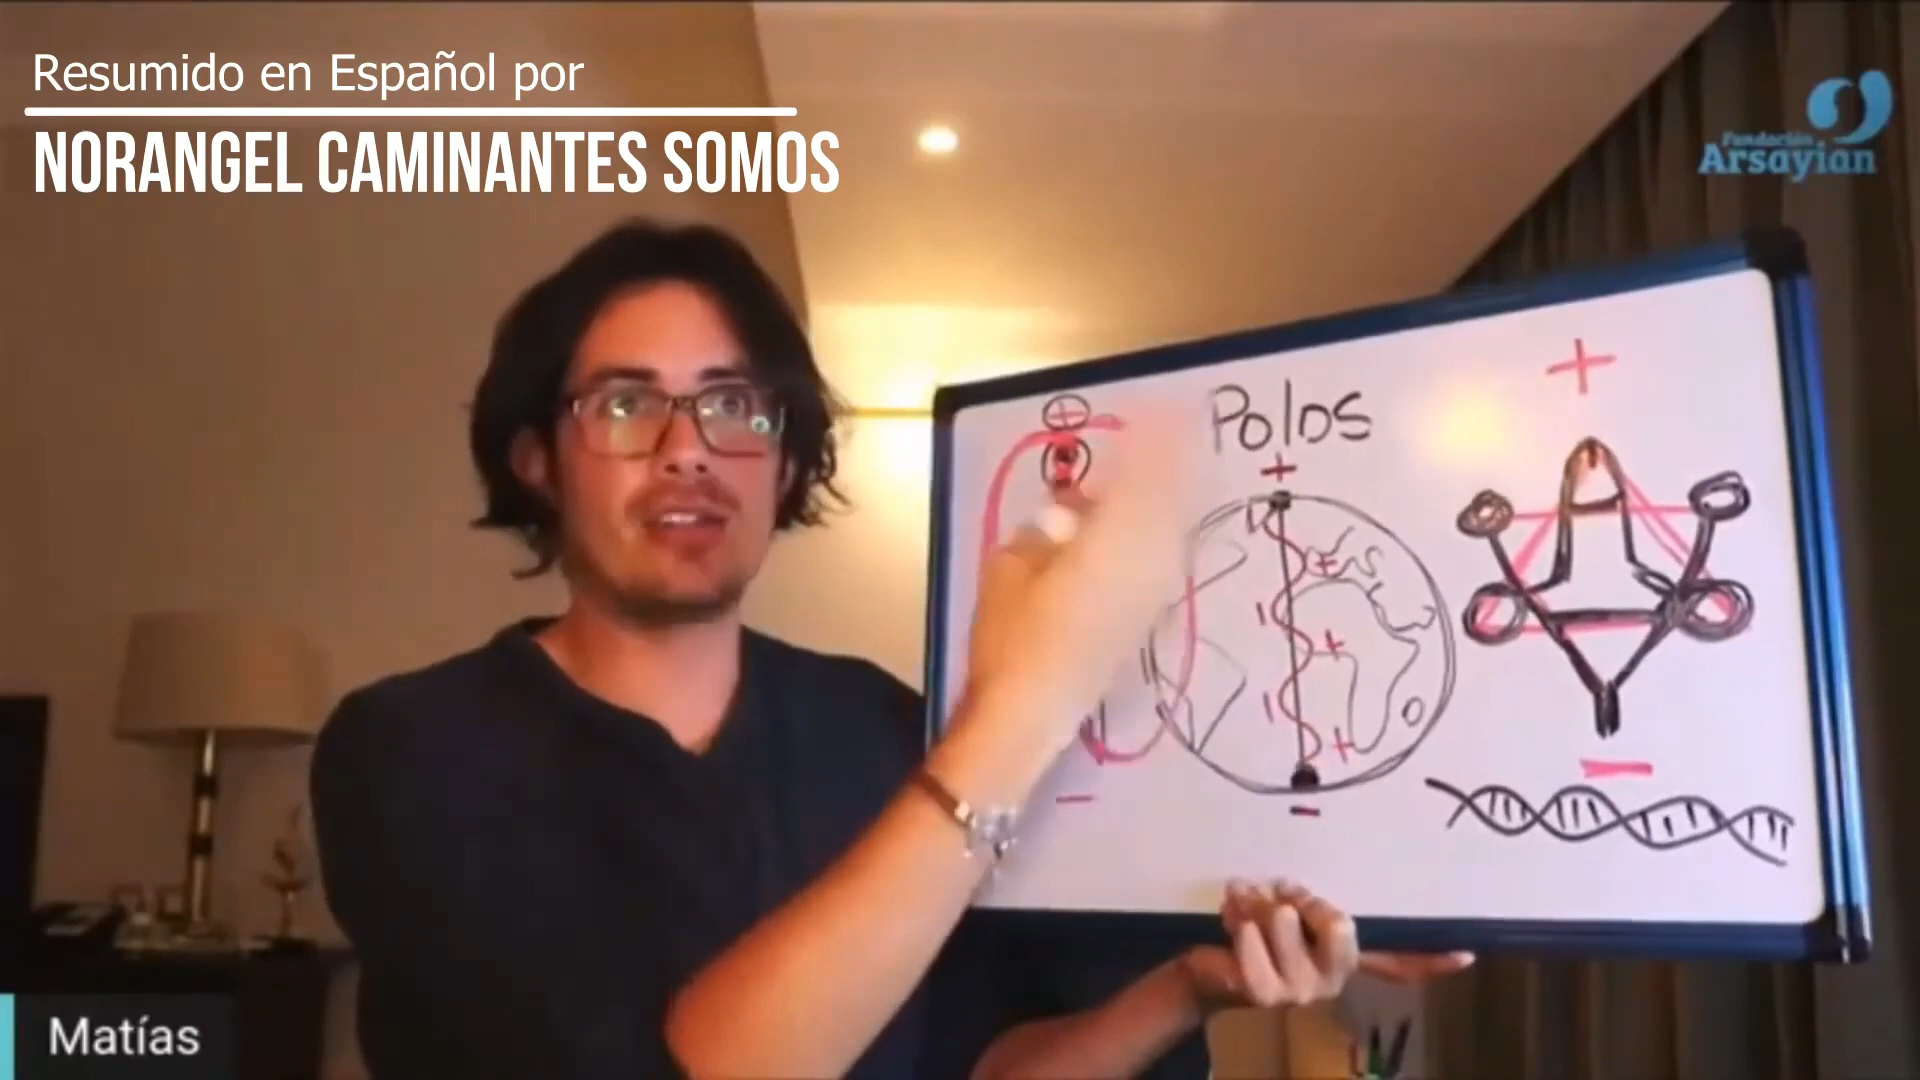 Resumido en Español por
NORANGEL CAMINANTES SOMOS
Fundación
Arsayian
Polos
+
+
+
+
+
+
-
-
-
Matías